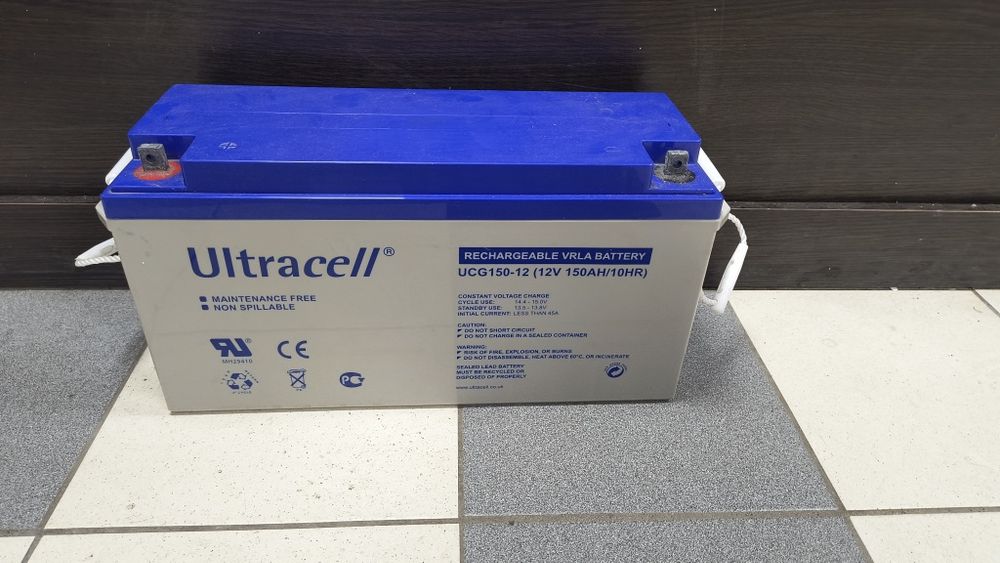 Ultracell®
MAINTENANCE FREE
NON SPILLABLE
MH25410
RECHARGEABLE VRLA BATTERY
UCG150-12 (12V 150AH/10HR)
CONSTANT VOLTAGE CHARGE
CYCLE USE: 14.4 - 15.0V
STANDBY USE: 13.5 - 13.8V
INITIAL CURRENT: LESS THAN 45A
CAUTION:
DO NOT SHORT CIRCUIT
DO NOT CHARGE IN A SEALED CONTAINER
WARNING:
RISK OF FIRE, EXPLOSION, OR BURNS
DO NOT DISASSEMBLE, HEAT ABOVE 60°C, OR INCINERATE
SEALED LEAD BATTERY
MUST BE RECYCLED OR
DISPOSED OF PROPERLY
www.ultracell.co.uk